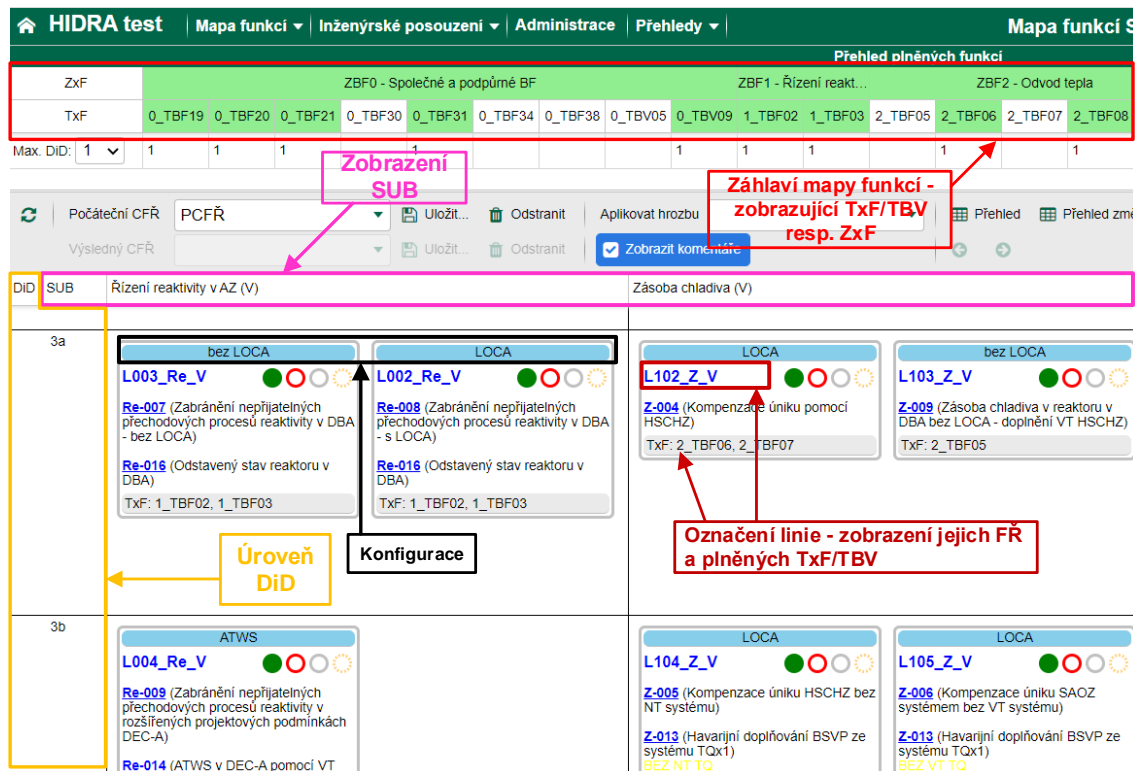 HIDRA test Mapa funkcí Inženýrské posouzení Administrace Přehledy Mapa funkcí S
Přehled plněných funkcí
ZxF ZBF0 - Společné a podpůrné BF ZBF1 - Řízení reakt... ZBF2 - Odvod tepla
TxF 0_TBF19 0_TBF20 0_TBF21 0_TBF30 0_TBF31 0_TBF34 0_TBF38 0_TBV05 0_TBV09 1_TBF02 1_TBF03 2_TBF05 2_TBF06 2_TBF07 2_TBF08
Max. DiD: 1 1 1 1 1 1 1 1 1 1
Zobrazení
SUB
Záhlaví mapy funkcí -
zobrazující TxF/TBV
resp. ZxF
Počáteční CFŘ PCFŘ Uložit... Odstranit Aplikovat hrozbu Přehled Přehled změ
Výsledný CFŘ Uložit... Odstranit Zobrazit komentáře
DiD SUB Řízení reaktivity v AZ (V) Zásoba chladiva (V)
3a
bez LOCA
L003_Re_V
Re-007 (Zabránění nepřijatelných
přechodových procesů reaktivity v DBA
- bez LOCA)
Re-016 (Odstavený stav reaktoru v
DBA)
TxF: 1_TBF02, 1_TBF03
LOCA
L002_Re_V
Re-008 (Zabránění nepřijatelných
přechodových procesů reaktivity v DBA
- s LOCA)
Re-016 (Odstavený stav reaktoru v
DBA)
TxF: 1_TBF02, 1_TBF03
LOCA
L102_Z_V
Z-004 (Kompenzace úniku pomocí
HSCHZ)
TxF: 2_TBF06, 2_TBF07
bez LOCA
L103_Z_V
Z-009 (Zásoba chladiva v reaktoru v
DBA bez LOCA - doplnění VT HSCHZ)
TxF: 2_TBF05
Úroveň
DiD
Konfigurace
Označení linie - zobrazení jejich FŘ
a plněných TxF/TBV
3b
ATWS
L004_Re_V
Re-009 (Zabránění nepřijatelných
přechodových procesů reaktivity v
rozšířených projektových podmínkách
DEC-A)
Re-014 (ATWS v DEC-A pomocí VT
LOCA
L104_Z_V
Z-005 (Kompenzace úniku HSCHZ bez
NT systému)
Z-013 (Havarijní doplňování BSVP ze
systému TQx1)
BEZ NT TQ
LOCA
L105_Z_V
Z-006 (Kompenzace úniku SAOZ
systémem bez VT systému)
Z-013 (Havarijní doplňování BSVP ze
systému TQx1)
BEZ VT TQ